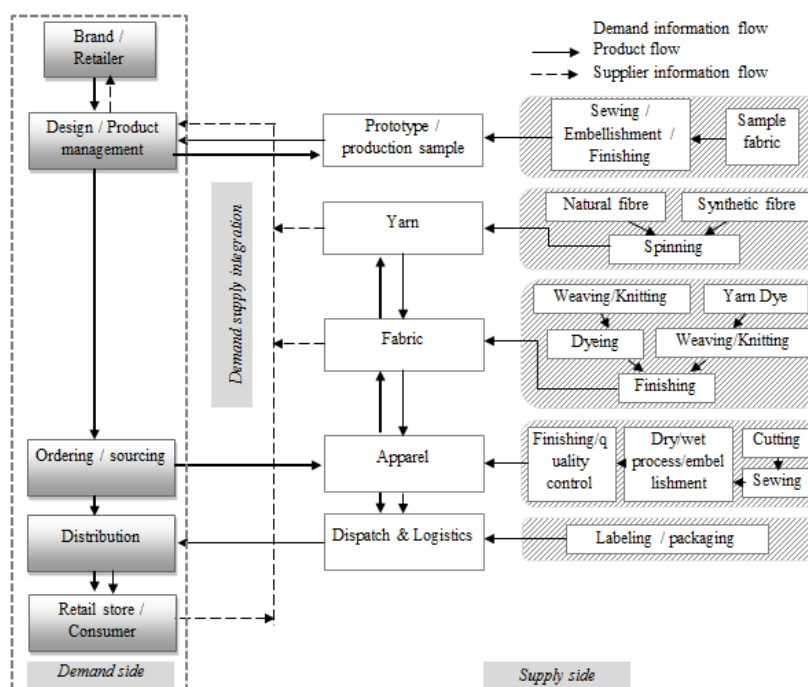 Brand /
Retailer
Demand information flow
Product flow
Supplier information flow
Design / Product
management
Prototype /
production sample
Sewing /
Embellishment /
Finishing
Sample
fabric
Demand supply integration
Yarn
Natural fibre
Synthetic fibre
Spinning
Fabric
Weaving/Knitting
Yarn Dye
Dyeing
Weaving/Knitting
Finishing
Ordering / sourcing
Apparel
Finishing/q
uality
control
Dry/wet
process/embel
lishment
Cutting
Sewing
Distribution
Dispatch & Logistics
Labeling / packaging
Retail store /
Consumer
Demand side
Supply side